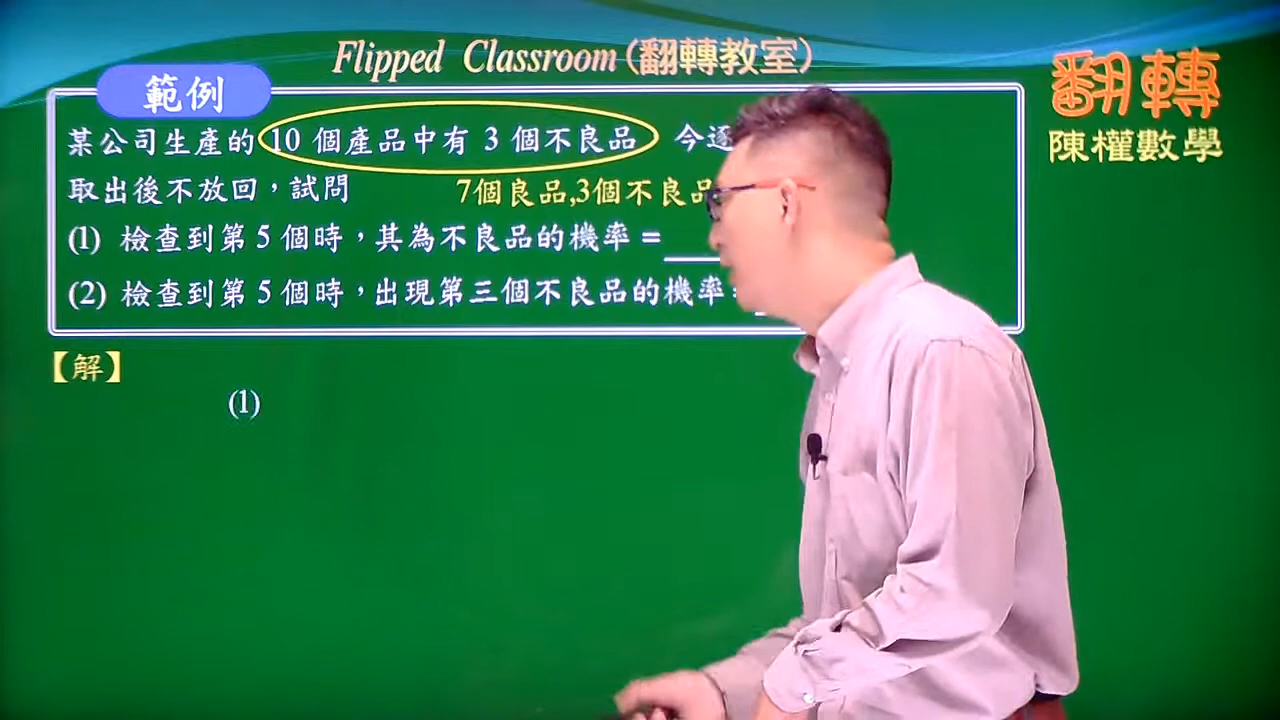 Flipped Classroom (翻轉教室)
範例
翻轉
陳權數學
某公司生產的 10 個產品中有 3 個不良品 今逐
取出後不放回,試問 7個良品,3個不良品
(1) 檢查到第 5 個時,其為不良品的機率 =
(2) 檢查到第 5 個時,出現第三個不良品的機率
【解】
(1)